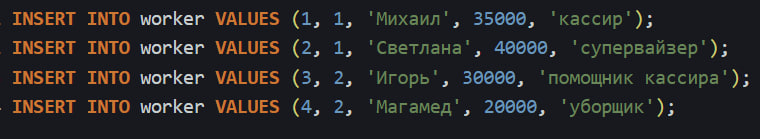 INSERT INTO worker VALUES (1, 1, 'Михаил', 35000, 'кассир');
INSERT INTO worker VALUES (2, 1, 'Светлана', 40000, 'супервайзер');
INSERT INTO worker VALUES (3, 2, 'Игорь', 30000, 'помощник кассира');
INSERT INTO worker VALUES (4, 2, 'Магамед', 20000, 'уборщик');